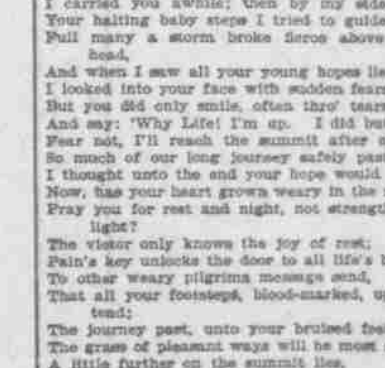 I carried you awhile; then by my side
Your halting baby steps I tried to guide
Full many a storm broke fierce above
head,
And when I saw all your young hopes lie
I looked into your face with sudden fear
But you did only smile, often thro' tear
And say: 'Why Life! I'm up. I did but
Fear not, I'll reach the summit after
So much of our long journey safely past
I thought unto the end your hope would
Now, has your heart grown weary in the
Pray you for rest and night, not strengt
light?
The victor only knows the joy of rest;
Pain's key unlocks the door to all life's
To other weary pilgrims message send,
That all your footsteps, blood-marked, u
tend;
The journey past, unto your bruised fee
The grass of pleasant ways will be most
A little further on the summit lies,